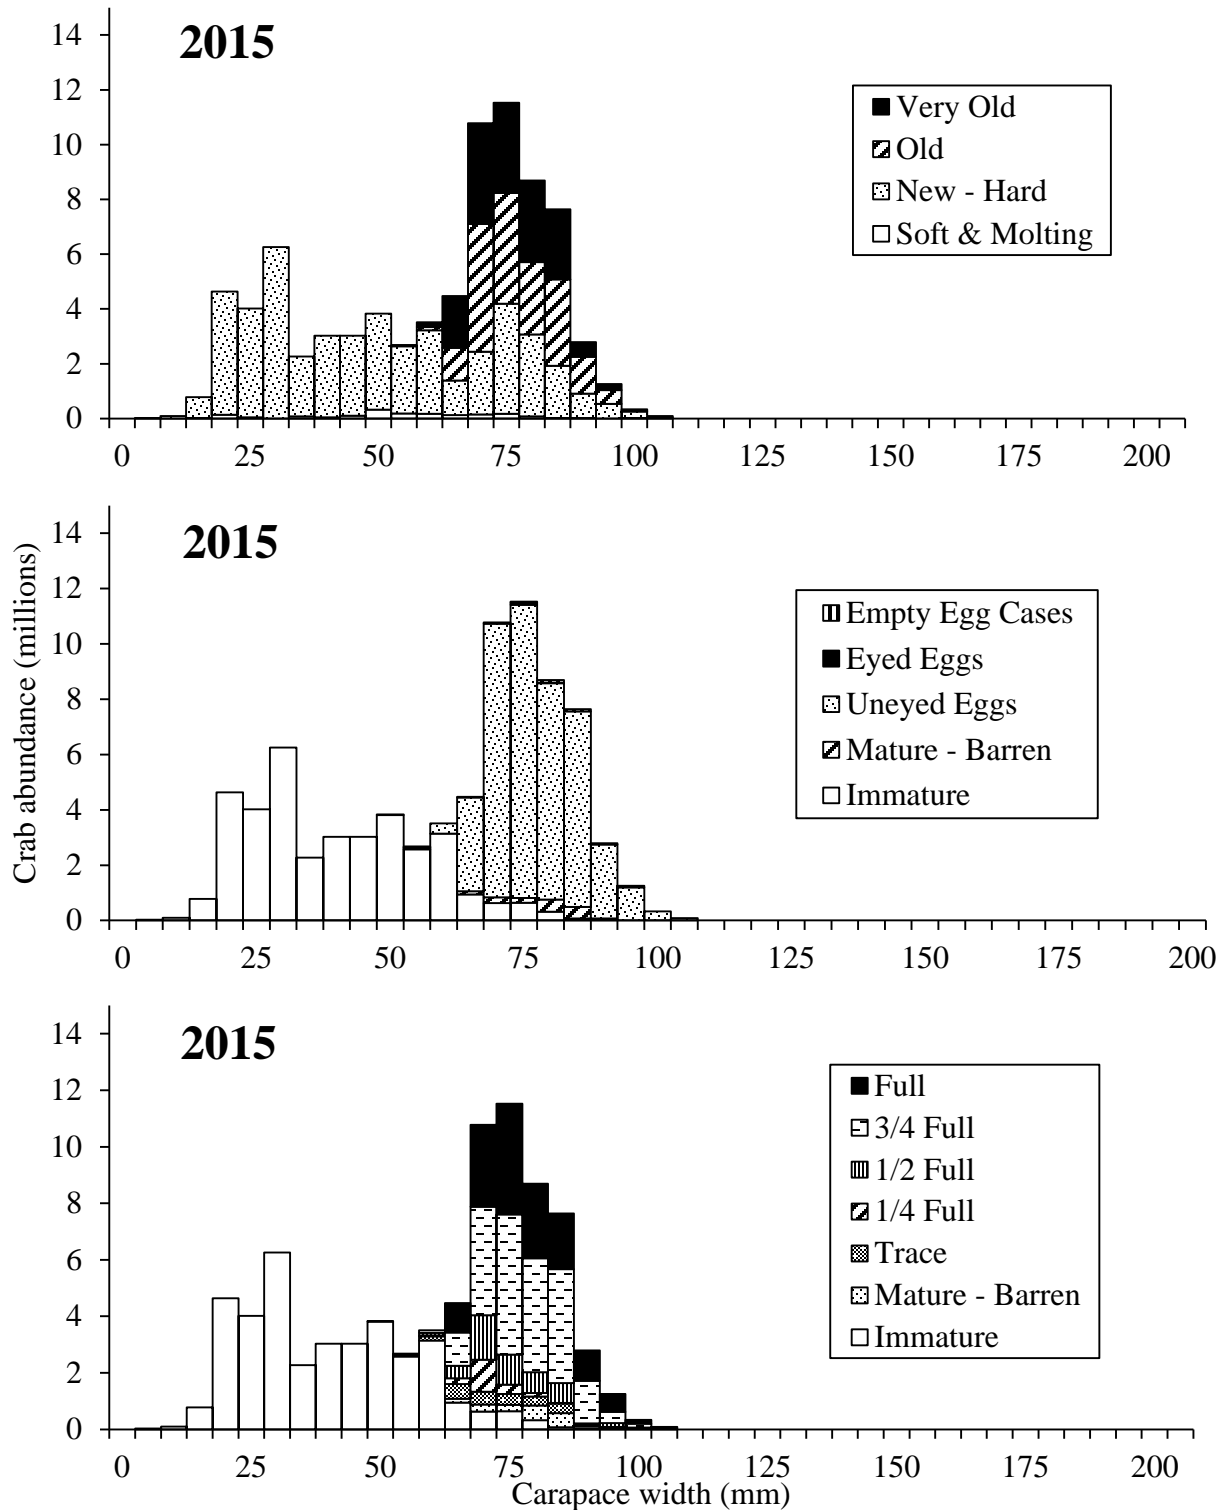 2015
14
12
10
8
6
4
2
0
Very Old
Old
New - Hard
Soft & Molting
0 25 50 75 100 125 150 175 200
Crab abundance (millions)
2015
14
12
10
8
6
4
2
0
Empty Egg Cases
Eyed Eggs
Uneyed Eggs
Mature - Barren
Immature
0 25 50 75 100 125 150 175 200
2015
14
12
10
8
6
4
2
0
Full
3/4 Full
1/2 Full
1/4 Full
Trace
Mature - Barren
Immature
0 25 50 75 100 125 150 175 200
Carapace width (mm)